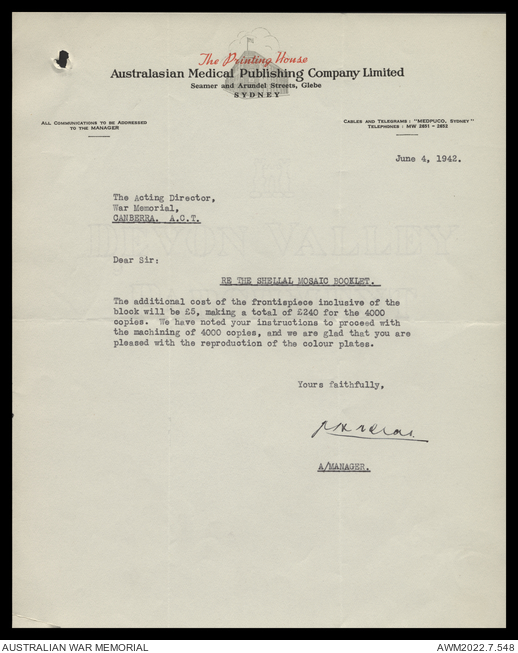 The Printing House
Australasian Medical Publishing Company Limited
Seamer and Arundel Streets, Glebe
SYDNEY
All Communications to be Addressed
to the MANAGER
Cables and Telegrams: "MEDPUCO, Sydney"
Telephones: MW 2651 - 2652
June 4, 1942.
The Acting Director,
War Memorial,
CANBERRA. A.C.T.
DEVON VALLEY
Dear Sir:
RE THE SHELLAL MOSAIC BOOKLET.
The additional cost of the frontispiece inclusive of the
block will be £5, making a total of £240 for the 4000
copies. We have noted your instructions to proceed with
the machining of 4000 copies, and we are glad that you are
pleased with the reproduction of the colour plates.
Yours faithfully,
A/MANAGER.
AUSTRALIAN WAR MEMORIAL
AWM2022.7.548